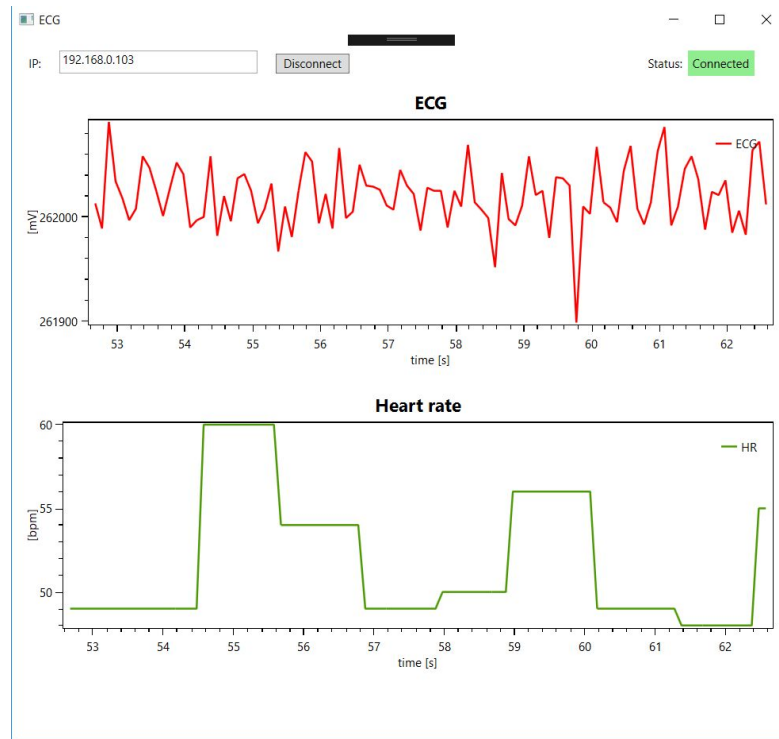 ECG
IP: 192.168.0.103 Disconnect Status: Connected
ECG
ECG
[mV]
262000
261900
53 54 55 56 57 58 59 60 61 62
time [s]
Heart rate
60
HR
55
[bpm]
50
53 54 55 56 57 58 59 60 61 62
time [s]